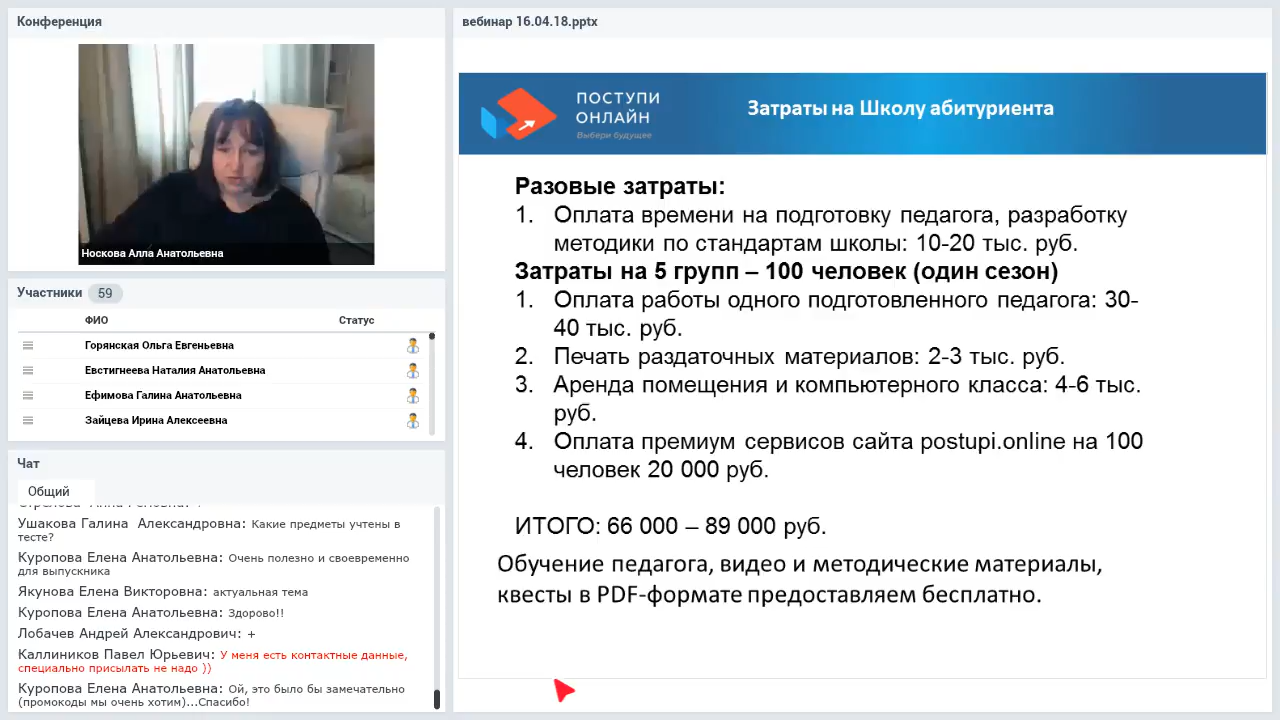 Конференция
Носкова Алла Анатольевна
Участники 59
ФИО Статус
Горянская Ольга Евгеньевна
Евстигнеева Наталия Анатольевна
Ефимова Галина Анатольевна
Зайцева Ирина Алексеевна
Чат
Общий
Ушакова Галина Александровна: Какие предметы учтены в
тесте?
Куропова Елена Анатольевна: Очень полезно и своевременно
для выпускника
Якунова Елена Викторовна: актуальная тема
Куропова Елена Анатольевна: Здорово!!
Лобачев Андрей Александрович: +
Каллиников Павел Юрьевич: У меня есть контактные данные,
специально присылать не надо ))
Куропова Елена Анатольевна: Ой, это было бы замечательно
(промокоды мы очень хотим)...Спасибо!
вебинар 16.04.18.pptx
ПОСТУПИ
ОНЛАЙН
Выбери будущее
Затраты на Школу абитуриента
Разовые затраты:
1. Оплата времени на подготовку педагога, разработку
методики по стандартам школы: 10-20 тыс. руб.
Затраты на 5 групп – 100 человек (один сезон)
1. Оплата работы одного подготовленного педагога: 30-
40 тыс. руб.
2. Печать раздаточных материалов: 2-3 тыс. руб.
3. Аренда помещения и компьютерного класса: 4-6 тыс.
руб.
4. Оплата премиум сервисов сайта postupi.online на 100
человек 20 000 руб.
ИТОГО: 66 000 – 89 000 руб.
Обучение педагога, видео и методические материалы,
квесты в PDF-формате предоставляем бесплатно.